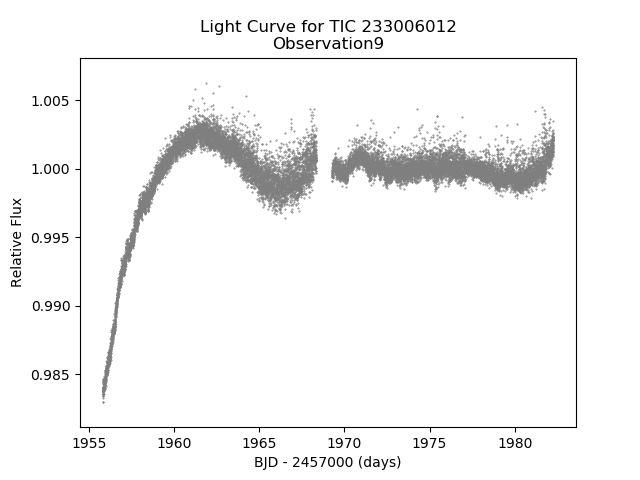 Light Curve for TIC 233006012
Observation9
1.005
1.000
0.995
0.990
0.985
Relative Flux
1955 1960 1965 1970 1975 1980
BJD - 2457000 (days)